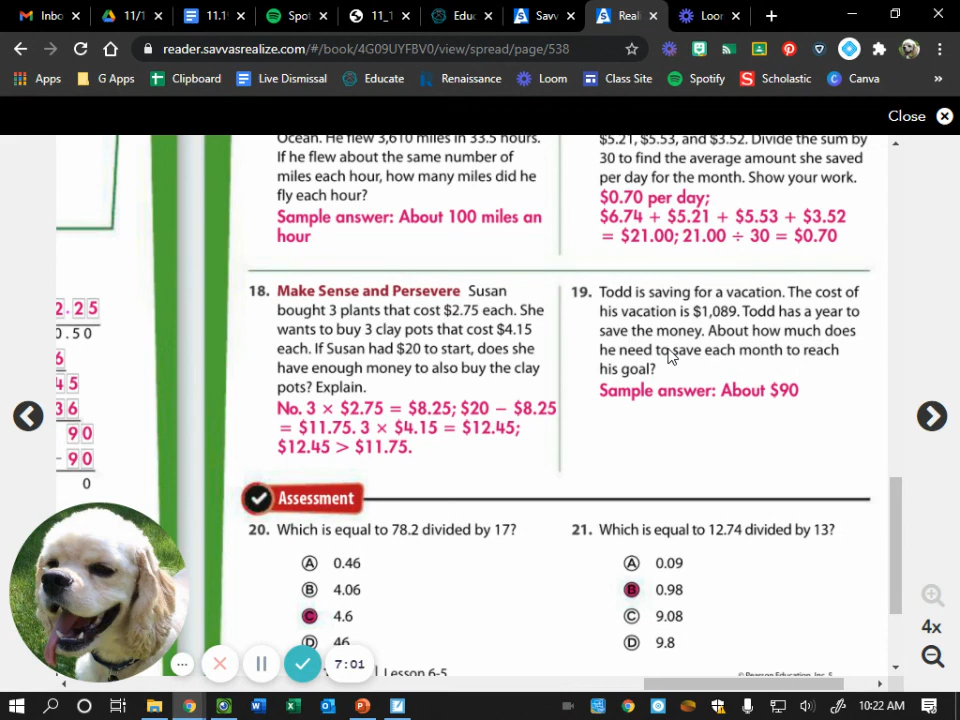 Inbo
11/1
11.1
Spot
11_1
Educ
Savv
Reali
Loom
reader.savvasrealize.com/#/book/4G09UYFBV0/view/spread/page/538
Apps
G Apps
Clipboard
Live Dismissal
Educate
Renaissance
Loom
Class Site
Spotify
Scholastic
Canva
»
Close
Ocean. He flew 3,610 miles in 33.5 hours.
If he flew about the same number of
miles each hour, how many miles did he
fly each hour?
Sample answer: About 100 miles an
hour
$5.21, $5.53, and $3.52. Divide the sum by
30 to find the average amount she saved
per day for the month. Show your work.
$0.70 per day;
$6.74 + $5.21 + $5.53 + $3.52
= $21.00; 21.00 ÷ 30 = $0.70
2.25
0.50
6
45
36
90
- 90
0
18. Make Sense and Persevere Susan
bought 3 plants that cost $2.75 each. She
wants to buy 3 clay pots that cost $4.15
each. If Susan had $20 to start, does she
have enough money to also buy the clay
pots? Explain.
No. 3 × $2.75 = $8.25; $20 − $8.25
= $11.75. 3 × $4.15 = $12.45;
$12.45 > $11.75.
19. Todd is saving for a vacation. The cost of
his vacation is $1,089. Todd has a year to
save the money. About how much does
he need to save each month to reach
his goal?
Sample answer: About $90
Assessment
20. Which is equal to 78.2 divided by 17?
A 0.46
B 4.06
C 4.6
D 46
21. Which is equal to 12.74 divided by 13?
A 0.09
B 0.98
C 9.08
D 9.8
7:01
Lesson 6-5
© Pearson Education, Inc. 5
4x
10:22 AM